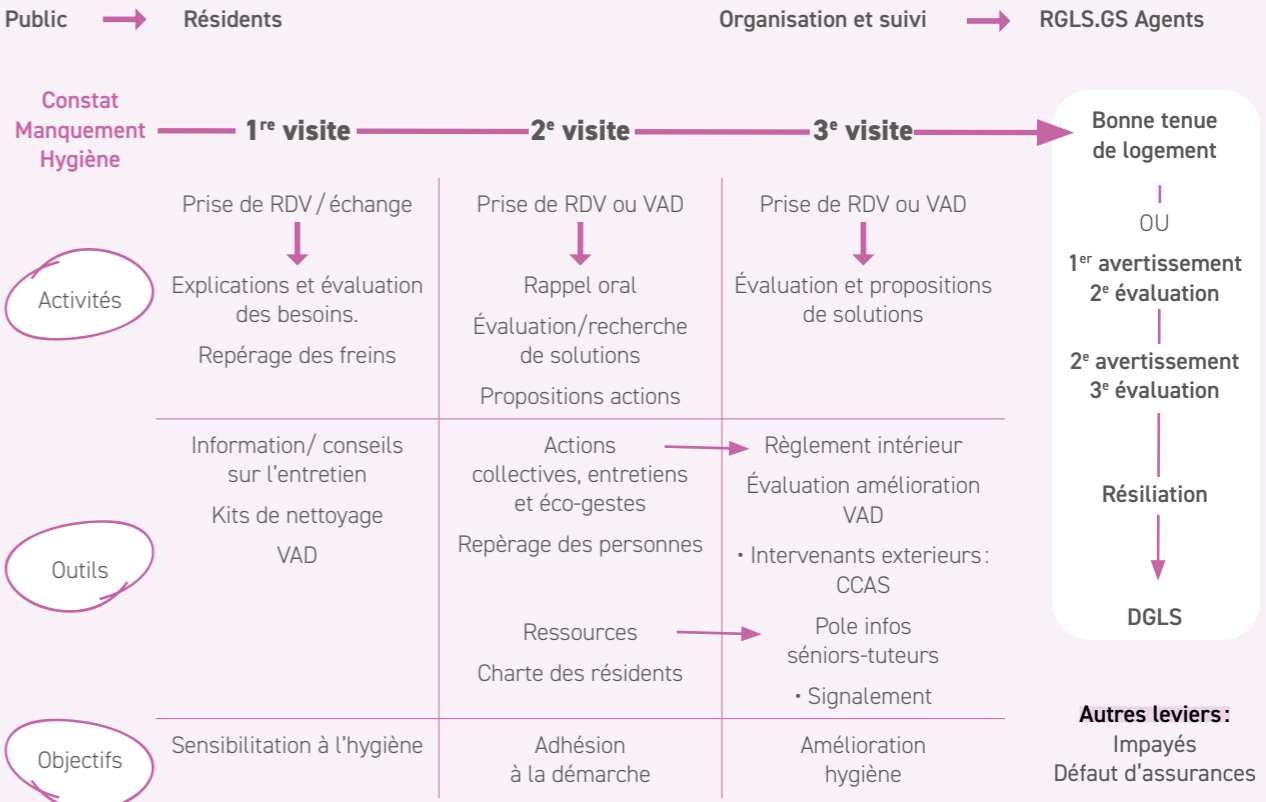 Public Résidents Organisation et suivi RGLS.GS Agents
Constat
Manquement
Hygiène
1re visite
2e visite
3e visite
Bonne tenue
de logement
OU
1er avertissement
2e évaluation
2e avertissement
3e évaluation
Résiliation
DGLS
Autres leviers :
Impayés
Défaut d'assurances
Activités
Prise de RDV / échange
Explications et évaluation
des besoins.
Repérage des freins
Prise de RDV ou VAD
Rappel oral
Évaluation/recherche
de solutions
Propositions actions
Prise de RDV ou VAD
Évaluation et propositions
de solutions
Outils
Information/ conseils
sur l'entretien
Kits de nettoyage
VAD
Actions
collectives, entretiens
et éco-gestes
Repèrage des personnes
Ressources
Charte des résidents
Règlement intérieur
Évaluation amélioration
VAD
• Intervenants exterieurs :
CCAS
Pole infos
séniors-tuteurs
• Signalement
Objectifs
Sensibilitation à l'hygiène
Adhésion
à la démarche
Amélioration
hygiène